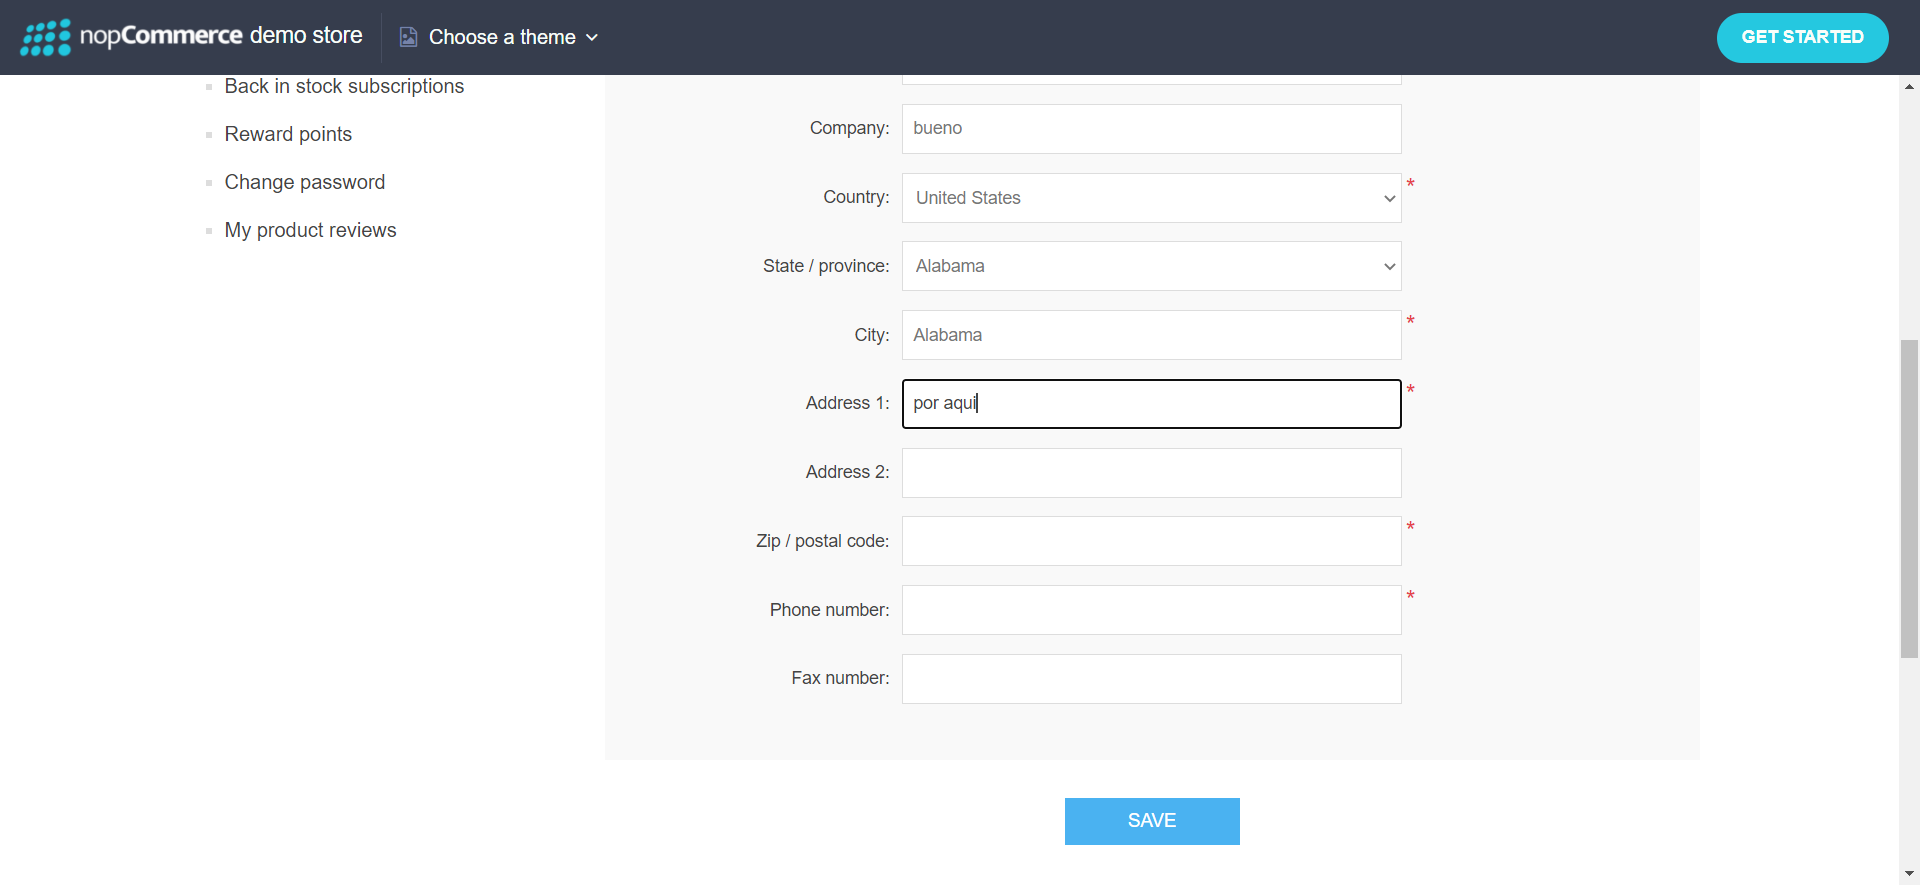 nopCommerce demo store
Choose a theme
GET STARTED
Back in stock subscriptions
Reward points
Change password
My product reviews
Company: bueno
Country: United States *
State / province: Alabama
City: Alabama *
Address 1: por aqui *
Address 2:
Zip / postal code: *
Phone number: *
Fax number:
SAVE